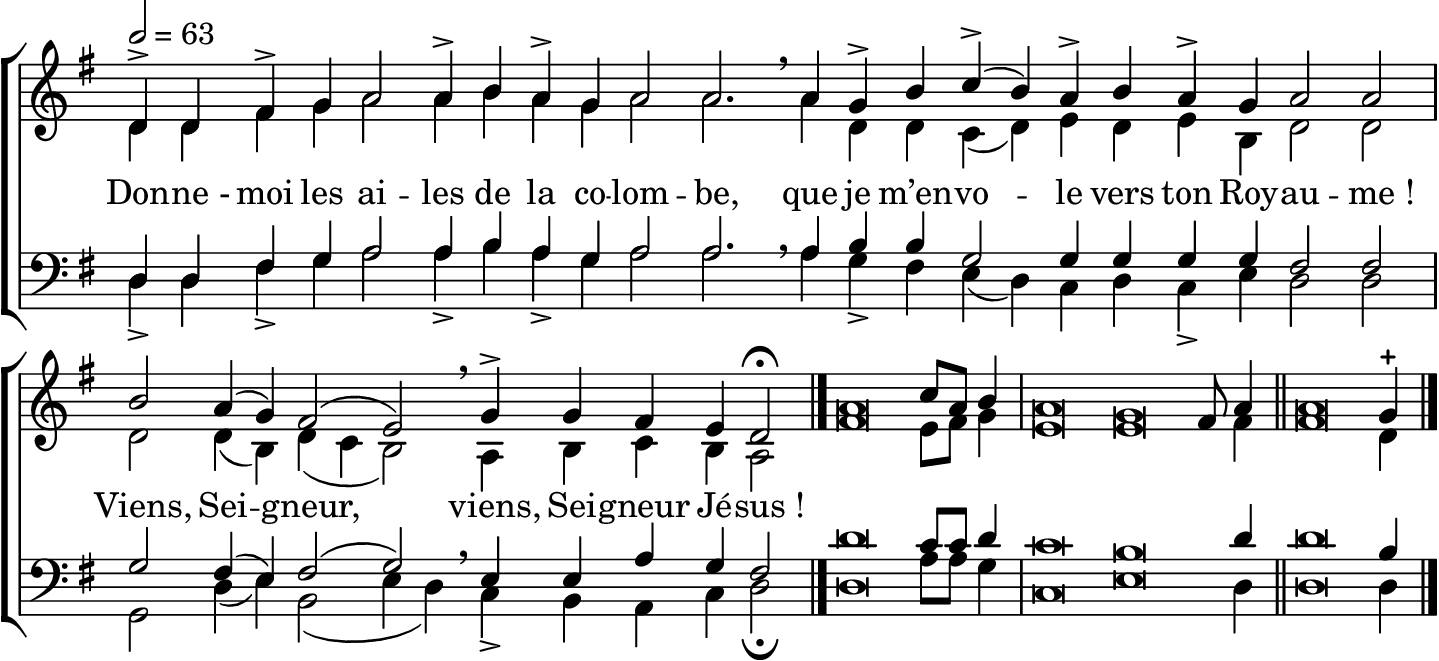 = 63
Donne - moi les ai - les de la co - lom - be, que je m’envo - le vers ton Royau - me !
Viens, Sei - gneur, viens, Seigneur Jésus !